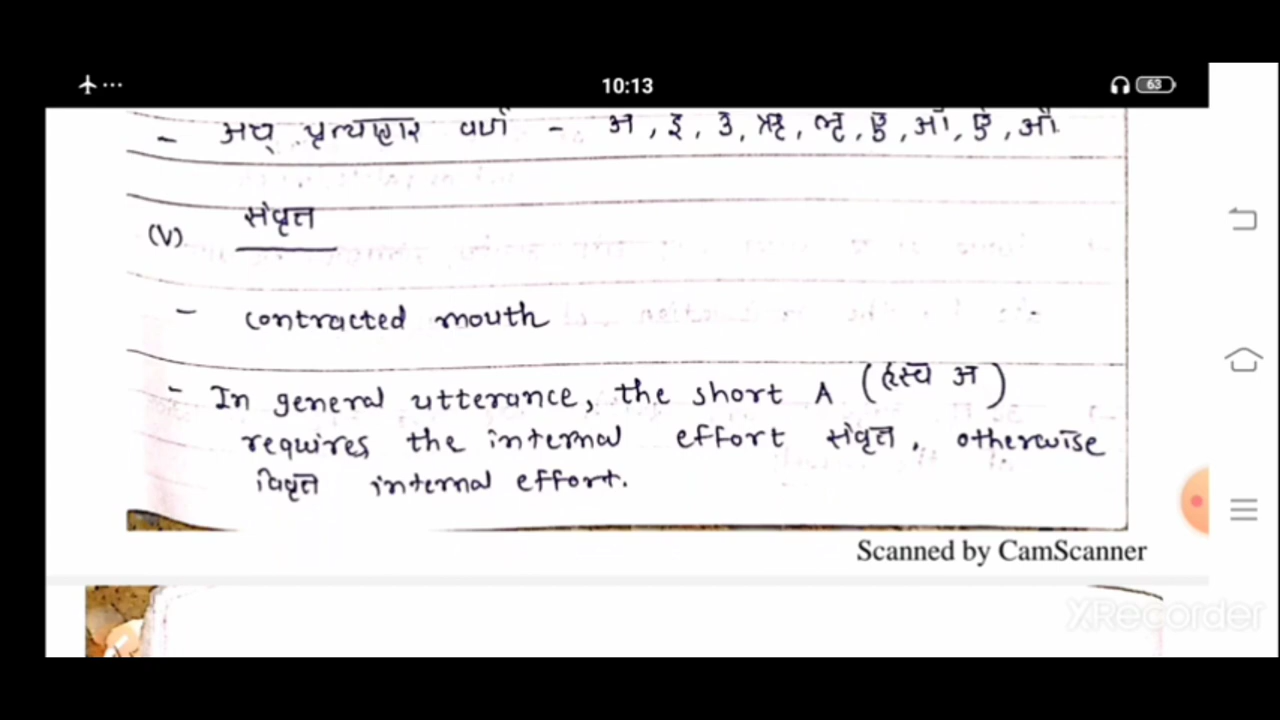 10:13
63
- अच् प्रत्याहार वर्ण - अ, इ, उ, ऋ, लृ, ए, ओ, ऐ, औ
(V) संवृत
- contracted mouth
- In general utterance, the short A (ह्रस्व अ)
requires the internal effort संवृत, otherwise
विवृत internal effort.
Scanned by CamScanner
XRecorder